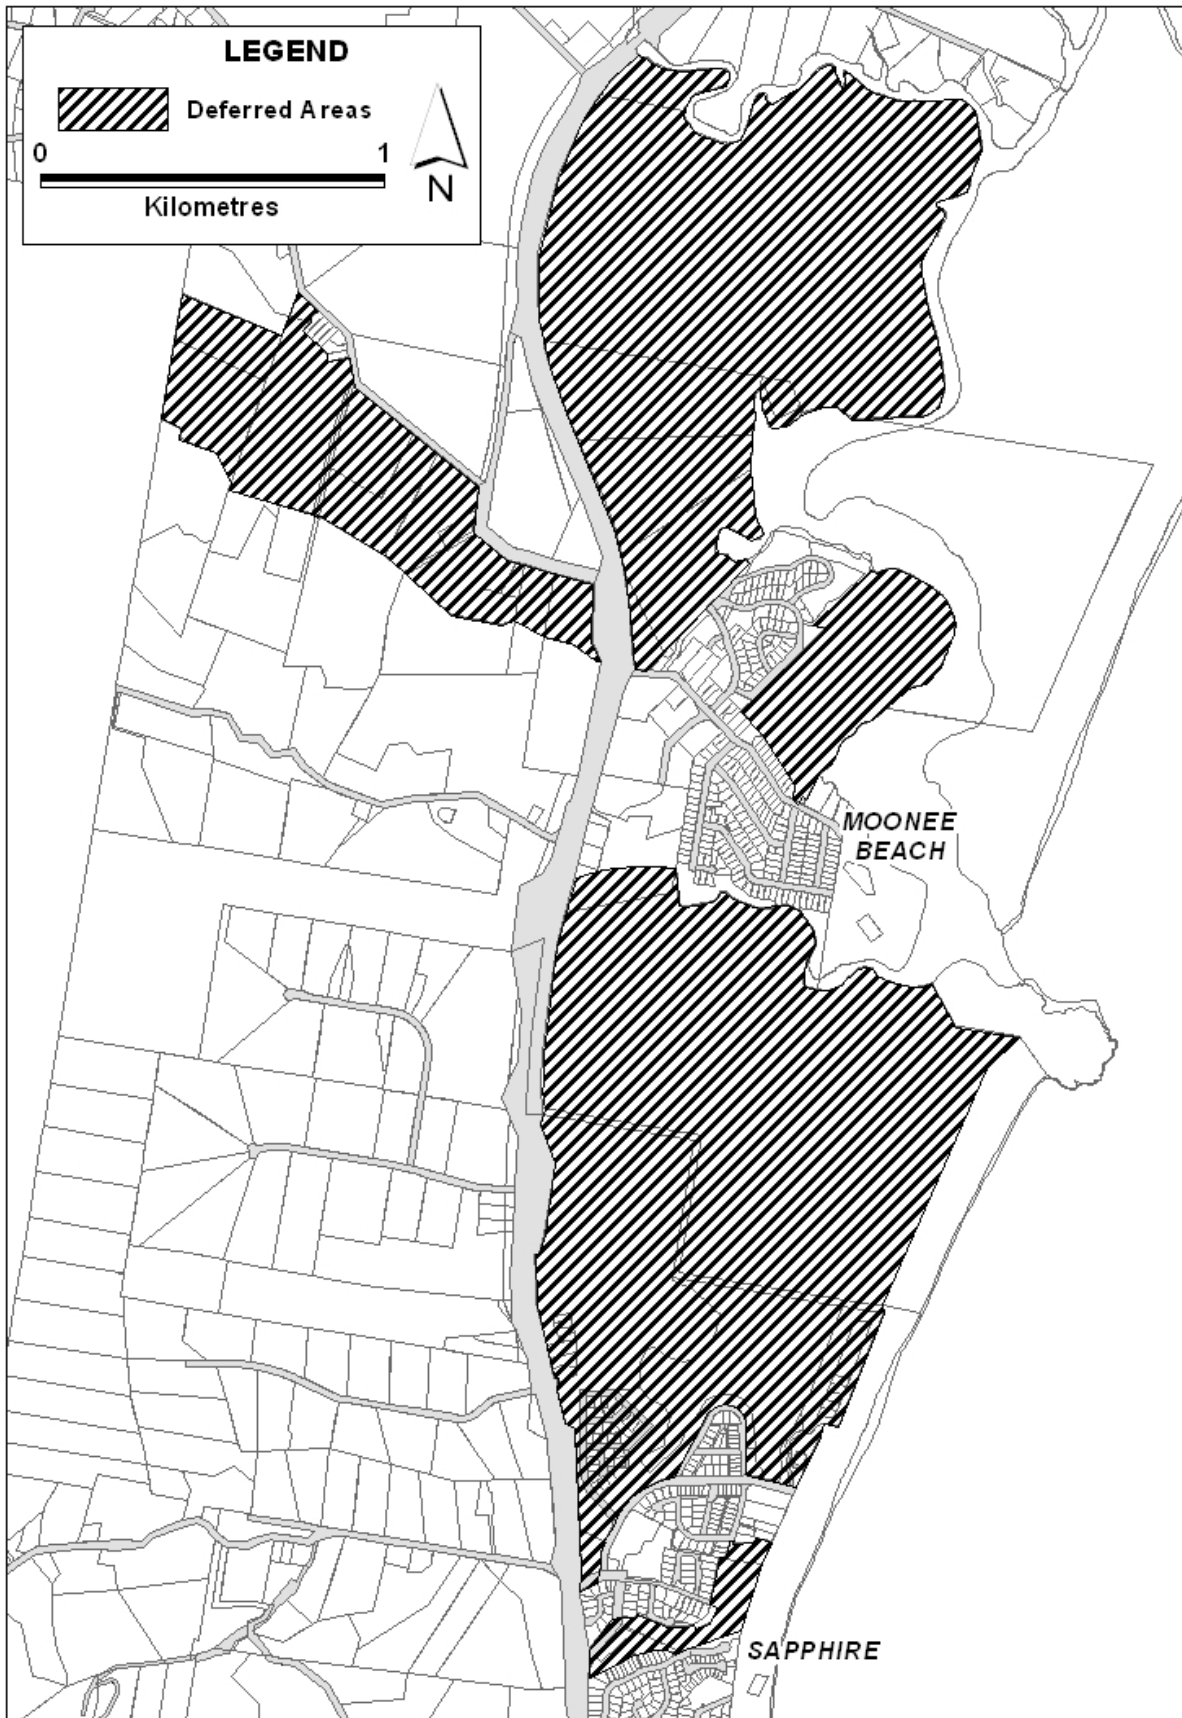 LEGEND
Deferred Areas
0 1
Kilometres
N
MOONEE
BEACH
SAPPHIRE